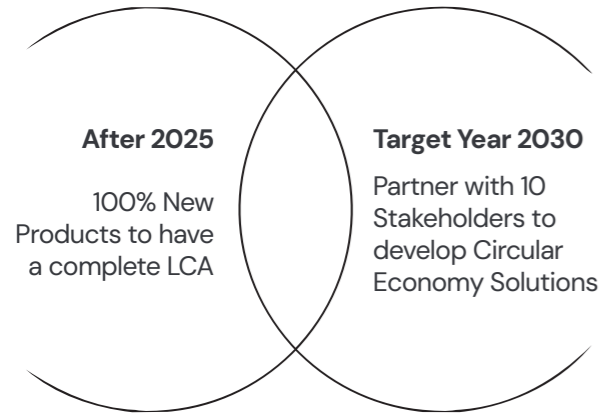 After 2025
100% New
Products to have
a complete LCA
Target Year 2030
Partner with 10
Stakeholders to
develop Circular
Economy Solutions